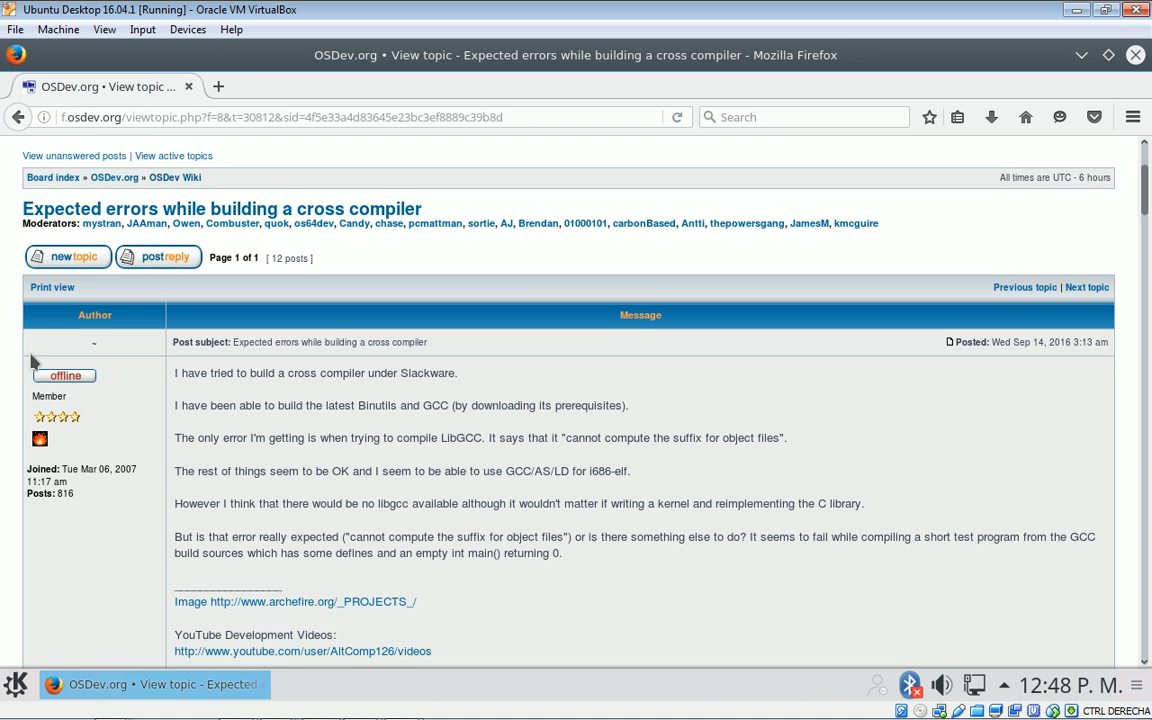 Ubuntu Desktop 16.04.1 [Running] - Oracle VM VirtualBox
File Machine View Input Devices Help
OSDev.org • View topic - Expected errors while building a cross compiler - Mozilla Firefox
OSDev.org • View topic ...
f.osdev.org/viewtopic.php?f=8&t=30812&sid=4f5e33a4d83645e23bc3ef8889c39b8d
Search
View unanswered posts | View active topics
Board index » OSDev.org » OSDev Wiki
All times are UTC - 6 hours
Expected errors while building a cross compiler
Moderators: mystran, JAAman, Owen, Combuster, quok, os64dev, Candy, chase, pcmattman, sortie, AJ, Brendan, 01000101, carbonBased, Antti, thepowersgang, JamesM, kmcguire
newtopic postreply Page 1 of 1 [ 12 posts ]
Print view
Previous topic | Next topic
Author Message
~
Post subject: Expected errors while building a cross compiler
Posted: Wed Sep 14, 2016 3:13 am
offline
Member
Joined: Tue Mar 06, 2007
11:17 am
Posts: 816
I have tried to build a cross compiler under Slackware.
I have been able to build the latest Binutils and GCC (by downloading its prerequisites).
The only error I'm getting is when trying to compile LibGCC. It says that it "cannot compute the suffix for object files".
The rest of things seem to be OK and I seem to be able to use GCC/AS/LD for i686-elf.
However I think that there would be no libgcc available although it wouldn't matter if writing a kernel and reimplementing the C library.
But is that error really expected ("cannot compute the suffix for object files") or is there something else to do? It seems to fail while compiling a short test program from the GCC
build sources which has some defines and an empty int main() returning 0.
_________________
Image http://www.archefire.org/_PROJECTS_/
YouTube Development Videos:
http://www.youtube.com/user/AltComp126/videos
OSDev.org • View topic - Expected
12:48 P. M.
CTRL DERECHA